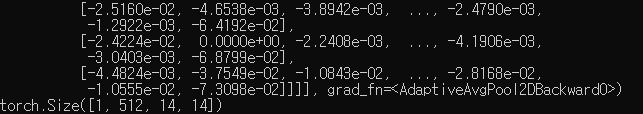 [-2.5160e-02, -4.6538e-03, -3.8942e-03, ..., -2.4790e-03,
-1.2922e-03, -6.4192e-02],
[-2.4224e-02, 0.0000e+00, -2.2408e-03, ..., -4.1906e-03,
-3.0403e-03, -6.8799e-02],
[-4.4824e-03, -3.7549e-02, -1.0843e-02, ..., -2.8168e-02,
-1.0555e-02, -7.3098e-02]]]], grad_fn=<AdaptiveAvgPool2DBackward0>)
torch.Size([1, 512, 14, 14])